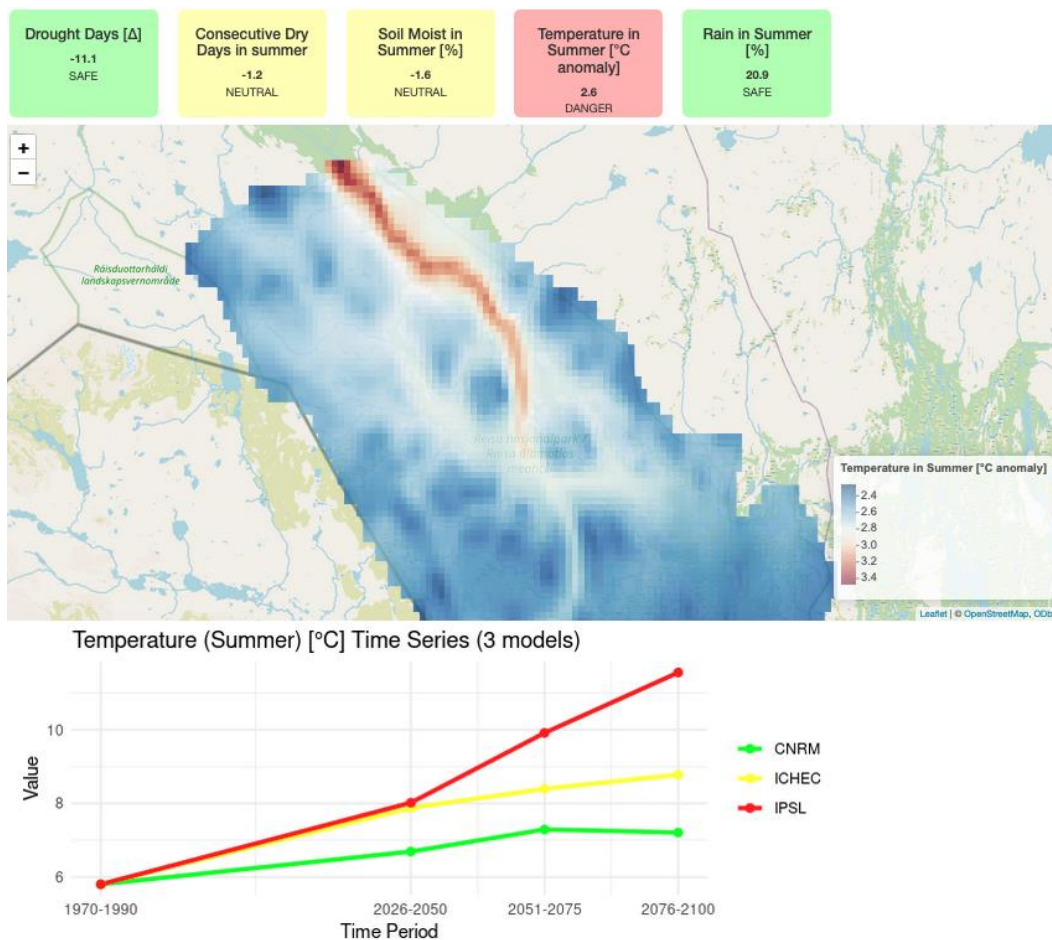 Drought Days [Δ]
-11.1
SAFE
Consecutive Dry
Days in summer
-1.2
NEUTRAL
Soil Moist in
Summer [%]
-1.6
NEUTRAL
Temperature in
Summer [°C
anomaly]
2.6
DANGER
Rain in Summer
[%]
20.9
SAFE
+
−
Ráisduottarháldi
landskapsvernområde
Reisa nasjonalpark /
Temperature in Summer [°C anomaly]
2.4
2.6
2.8
3.0
3.2
3.4
Leaflet | © OpenStreetMap, ODb
Temperature (Summer) [°C] Time Series (3 models)
Value
10
8
6
1970-1990
2026-2050
2051-2075
2076-2100
Time Period
CNRM
ICHEC
IPSL